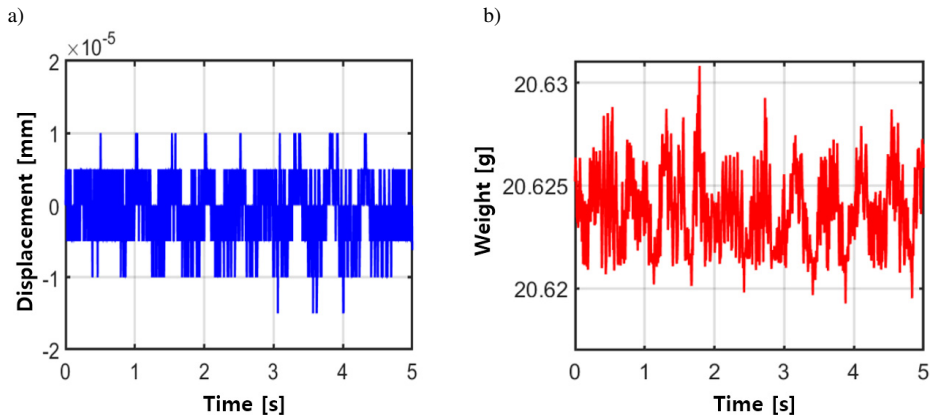 a)
×10^-5
2
1
0
-1
-2
Displacement [mm]
0 1 2 3 4 5
Time [s]
b)
20.63
20.625
20.62
Weight [g]
0 1 2 3 4 5
Time [s]